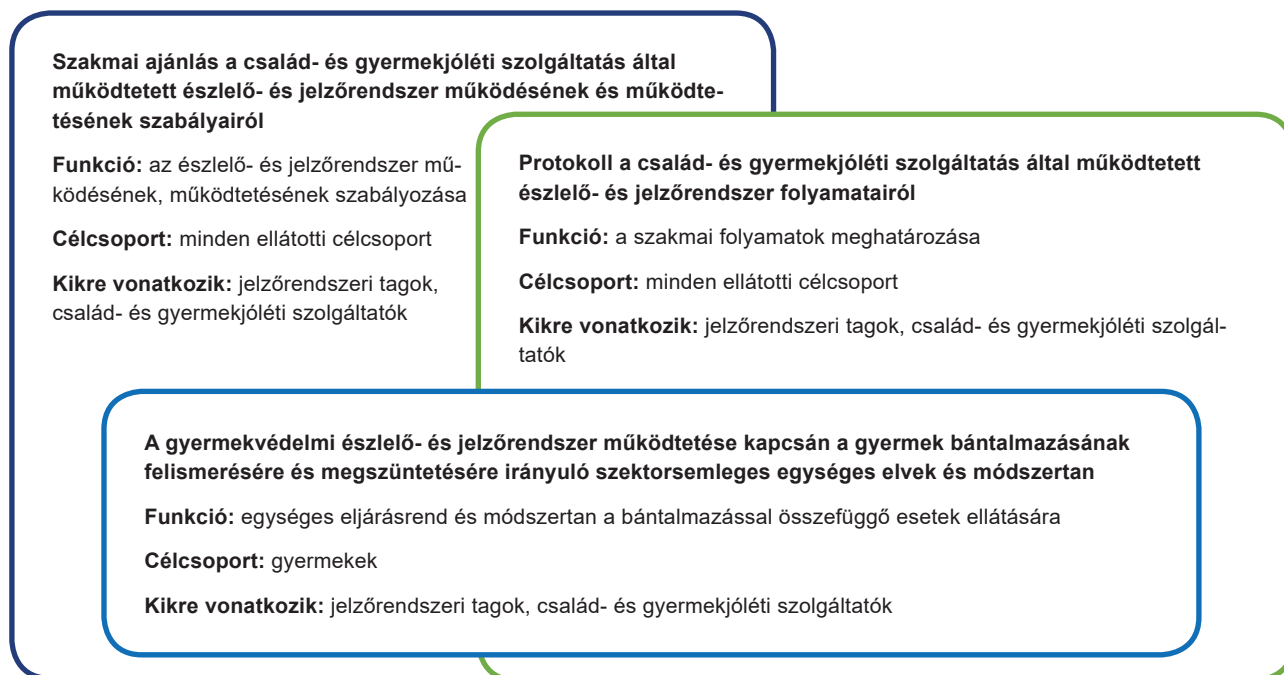 Szakmai ajánlás a család- és gyermekjóléti szolgáltatás által
működtetett észlelő- és jelzőrendszer működésének és működte-
tésének szabályairól
Funkció: az észlelő- és jelzőrendszer mű-
ködésének, működtetésének szabályozása
Célcsoport: minden ellátotti célcsoport
Kikre vonatkozik: jelzőrendszeri tagok,
család- és gyermekjóléti szolgáltatók
Protokoll a család- és gyermekjóléti szolgáltatás által működtetett
észlelő- és jelzőrendszer folyamatairól
Funkció: a szakmai folyamatok meghatározása
Célcsoport: minden ellátotti célcsoport
Kikre vonatkozik: jelzőrendszeri tagok, család- és gyermekjóléti szolgál-
tatók
A gyermekvédelmi észlelő- és jelzőrendszer működtetése kapcsán a gyermek bántalmazásának
felismerésére és megszüntetésére irányuló szektorsemleges egységes elvek és módszertan
Funkció: egységes eljárásrend és módszertan a bántalmazással összefüggő esetek ellátására
Célcsoport: gyermekek
Kikre vonatkozik: jelzőrendszeri tagok, család- és gyermekjóléti szolgáltatók